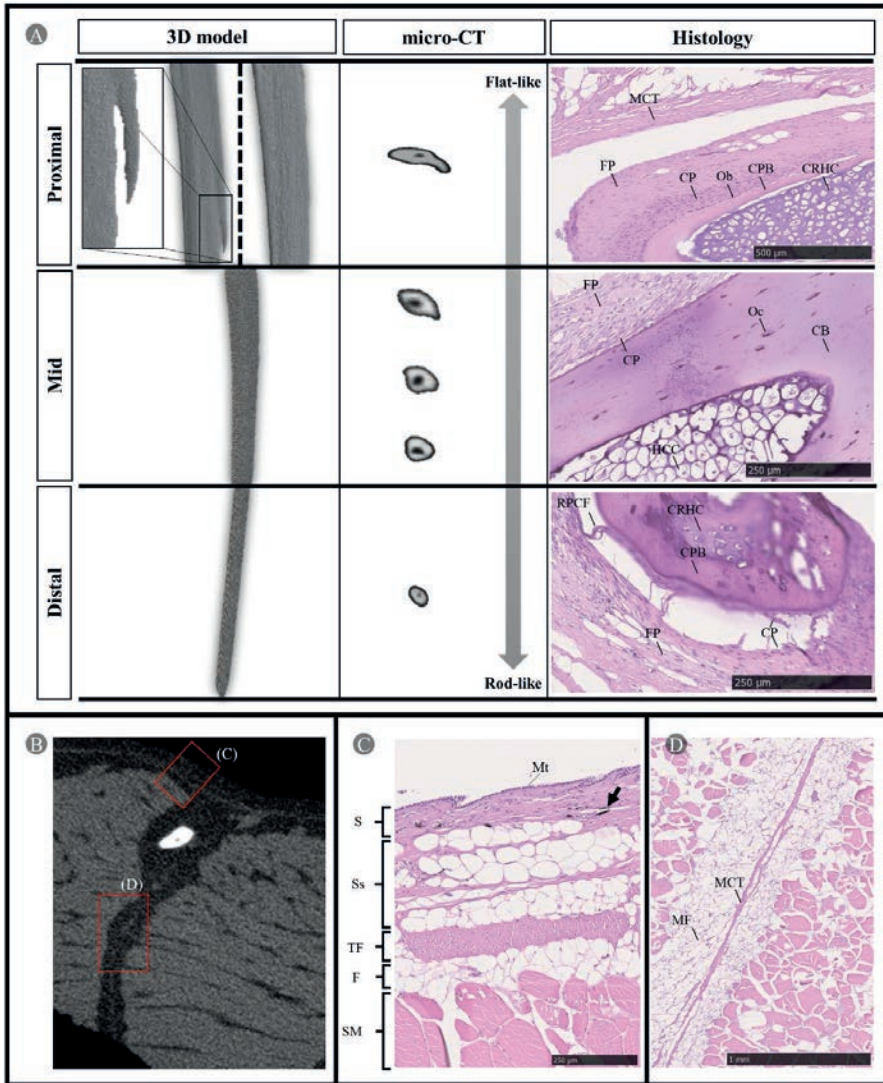 A
3D model
micro-CT
Histology
Proximal
Flat-like
MCT
FP
CP
Ob
CPB
CRHC
500 µm
Mid
FP
Oc
CB
CP
HCC
250 µm
Distal
Rod-like
RPCF
CRHC
CPB
FP
CP
250 µm
B
(C)
(D)
C
Mt
S
Ss
TF
F
SM
250 µm
D
MCT
MF
1 mm